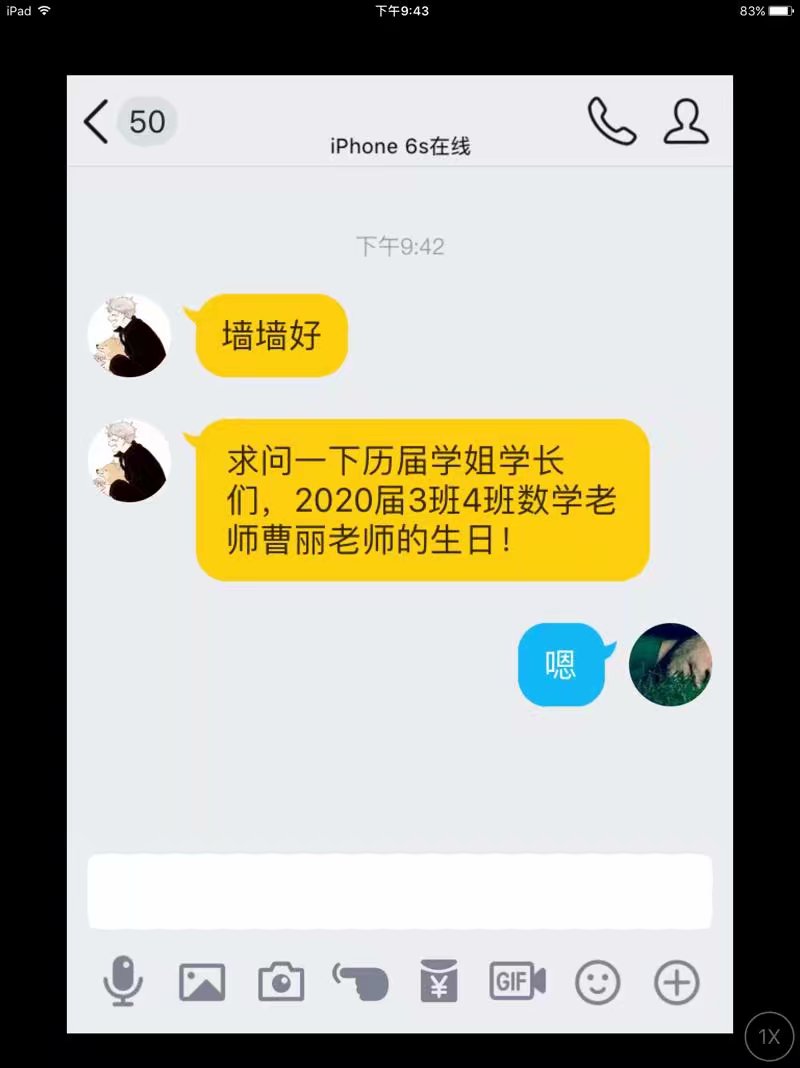 iPad 下午9:43 83%
50
iPhone 6s在线
下午9:42
墙墙好
求问一下历届学姐学长
们，2020届3班4班数学老
师曹丽老师的生日！
嗯
¥
GIF
1X